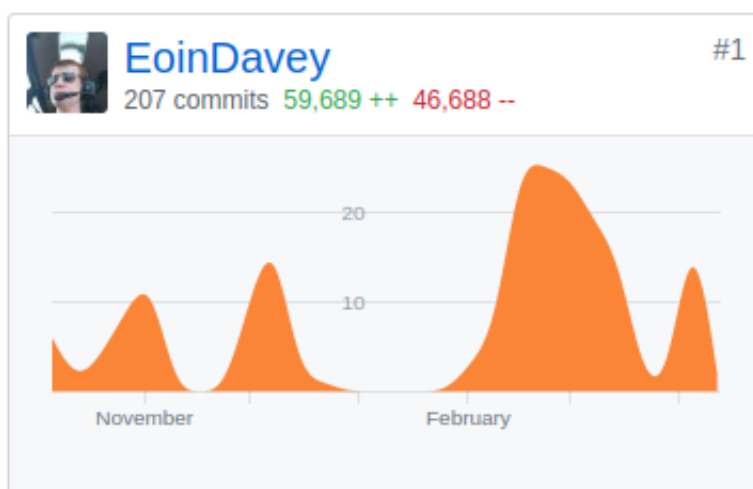 EoinDavey
#1
207 commits 59,689 ++ 46,688 --
20
10
November February